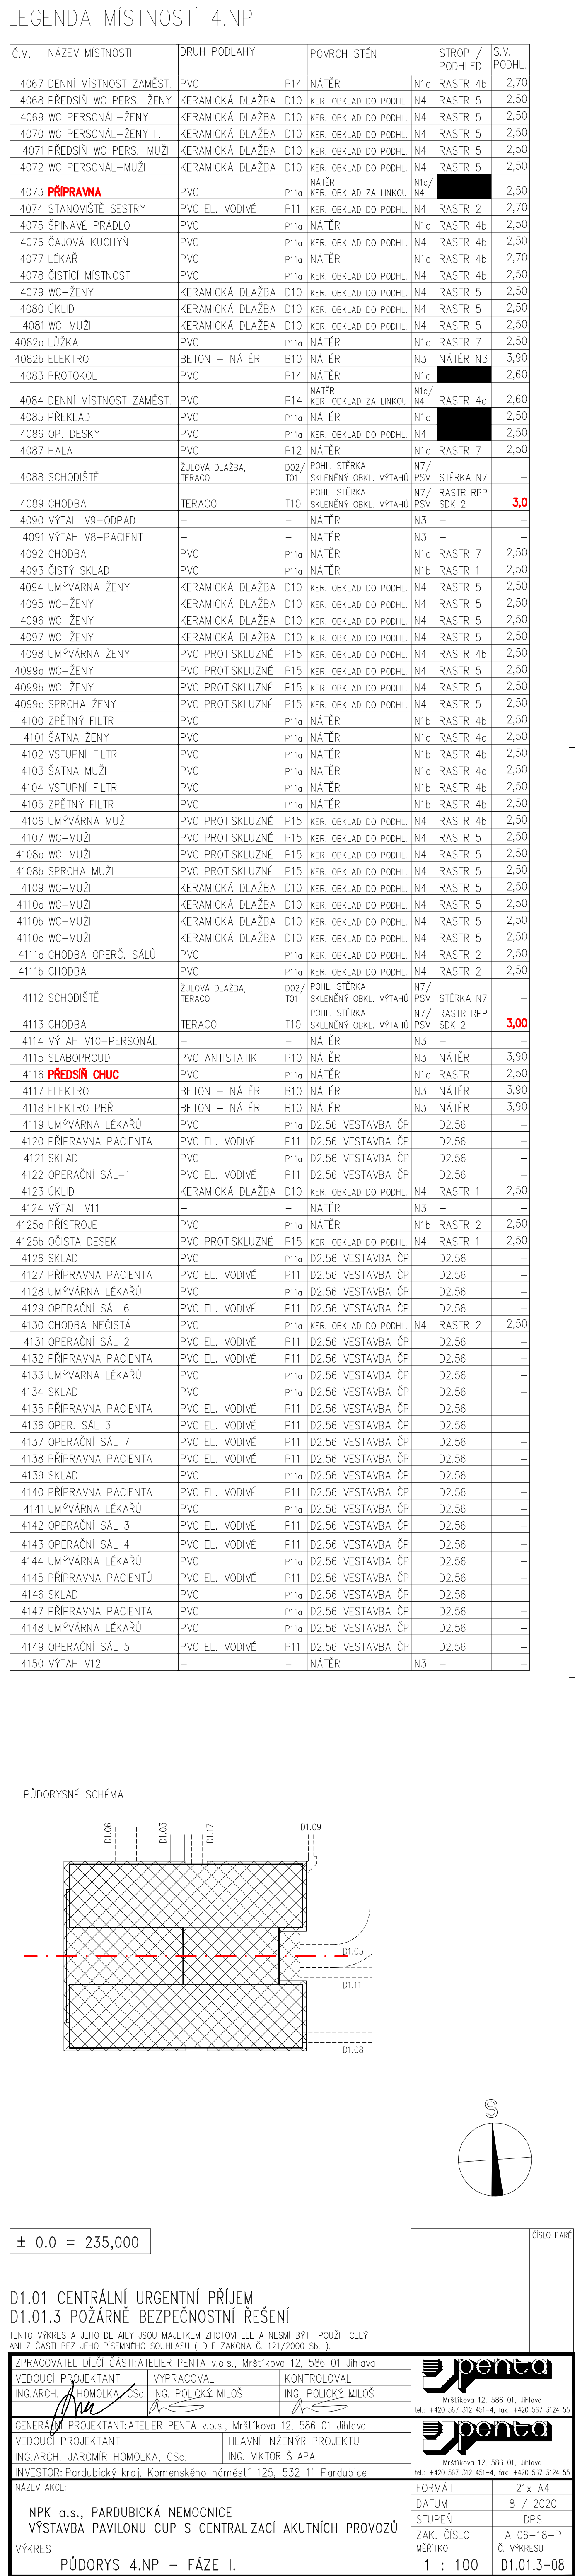 LEGENDA MÍSTNOSTÍ 4.NP
Č.M. NÁZEV MÍSTNOSTI DRUH PODLAHY POVRCH STĚN STROP / PODHLED S.V. PODHL.
4067 DENNÍ MÍSTNOST ZAMĚST. PVC P14 NÁTĚR N1c RASTR 4b 2,70
4068 PŘEDSÍŇ WC PERS.-ŽENY KERAMICKÁ DLAŽBA D10 KER. OBKLAD DO PODHL. N4 RASTR 5 2,50
4069 WC PERSONÁL-ŽENY KERAMICKÁ DLAŽBA D10 KER. OBKLAD DO PODHL. N4 RASTR 5 2,50
4070 WC PERSONÁL-ŽENY II. KERAMICKÁ DLAŽBA D10 KER. OBKLAD DO PODHL. N4 RASTR 5 2,50
4071 PŘEDSÍŇ WC PERS.-MUŽI KERAMICKÁ DLAŽBA D10 KER. OBKLAD DO PODHL. N4 RASTR 5 2,50
4072 WC PERSONÁL-MUŽI KERAMICKÁ DLAŽBA D10 KER. OBKLAD DO PODHL. N4 RASTR 5 2,50
4073 PŘÍPRAVNA PVC P11a NÁTĚR KER. OBKLAD ZA LINKOU N1c/ N4 2,50
4074 STANOVIŠTĚ SESTRY PVC EL. VODIVÉ P11 KER. OBKLAD DO PODHL. N4 RASTR 2 2,70
4075 ŠPINAVÉ PRÁDLO PVC P11a NÁTĚR N1c RASTR 4b 2,50
4076 ČAJOVÁ KUCHYŇ PVC P11a KER. OBKLAD DO PODHL. N4 RASTR 4b 2,50
4077 LÉKAŘ PVC P11a NÁTĚR N1c RASTR 4b 2,70
4078 ČISTÍCÍ MÍSTNOST PVC P11a KER. OBKLAD DO PODHL. N4 RASTR 4b 2,50
4079 WC-ŽENY KERAMICKÁ DLAŽBA D10 KER. OBKLAD DO PODHL. N4 RASTR 5 2,50
4080 ÚKLID KERAMICKÁ DLAŽBA D10 KER. OBKLAD DO PODHL. N4 RASTR 5 2,50
4081 WC-MUŽI KERAMICKÁ DLAŽBA D10 KER. OBKLAD DO PODHL. N4 RASTR 5 2,50
4082a LŮŽKA PVC P11a NÁTĚR N1c RASTR 7 2,50
4082b ELEKTRO BETON + NÁTĚR B10 NÁTĚR N3 NÁTĚR N3 3,90
4083 PROTOKOL PVC P14 NÁTĚR N1c 2,60
4084 DENNÍ MÍSTNOST ZAMĚST. PVC P14 NÁTĚR KER. OBKLAD ZA LINKOU N1c/ N4 RASTR 4a 2,60
4085 PŘEKLAD PVC P11a NÁTĚR N1c 2,50
4086 OP. DESKY PVC P11a KER. OBKLAD DO PODHL. N4 2,50
4087 HALA PVC P12 NÁTĚR N1c RASTR 7 2,50
4088 SCHODIŠTĚ ŽULOVÁ DLAŽBA, TERACO D02/ T01 POHL. STĚRKA SKLENĚNÝ OBKL. VÝTAHŮ N7/ PSV STĚRKA N7 –
4089 CHODBA TERACO T10 POHL. STĚRKA SKLENĚNÝ OBKL. VÝTAHŮ N7/ PSV RASTR RPP SDK 2 3,0
4090 VÝTAH V9-ODPAD – – NÁTĚR N3 – –
4091 VÝTAH V8-PACIENT – – NÁTĚR N3 – –
4092 CHODBA PVC P11a NÁTĚR N1c RASTR 7 2,50
4093 ČISTÝ SKLAD PVC P11a NÁTĚR N1b RASTR 1 2,50
4094 UMÝVÁRNA ŽENY KERAMICKÁ DLAŽBA D10 KER. OBKLAD DO PODHL. N4 RASTR 5 2,50
4095 WC-ŽENY KERAMICKÁ DLAŽBA D10 KER. OBKLAD DO PODHL. N4 RASTR 5 2,50
4096 WC-ŽENY KERAMICKÁ DLAŽBA D10 KER. OBKLAD DO PODHL. N4 RASTR 5 2,50
4097 WC-ŽENY KERAMICKÁ DLAŽBA D10 KER. OBKLAD DO PODHL. N4 RASTR 5 2,50
4098 UMÝVÁRNA ŽENY PVC PROTISKLUZNÉ P15 KER. OBKLAD DO PODHL. N4 RASTR 4b 2,50
4099a WC-ŽENY PVC PROTISKLUZNÉ P15 KER. OBKLAD DO PODHL. N4 RASTR 5 2,50
4099b WC-ŽENY PVC PROTISKLUZNÉ P15 KER. OBKLAD DO PODHL. N4 RASTR 5 2,50
4099c SPRCHA ŽENY PVC PROTISKLUZNÉ P15 KER. OBKLAD DO PODHL. N4 RASTR 5 2,50
4100 ZPĚTNÝ FILTR PVC P11a NÁTĚR N1b RASTR 4b 2,50
4101 ŠATNA ŽENY PVC P11a NÁTĚR N1c RASTR 4a 2,50
4102 VSTUPNÍ FILTR PVC P11a NÁTĚR N1b RASTR 4b 2,50
4103 ŠATNA MUŽI PVC P11a NÁTĚR N1c RASTR 4a 2,50
4104 VSTUPNÍ FILTR PVC P11a NÁTĚR N1b RASTR 4b 2,50
4105 ZPĚTNÝ FILTR PVC P11a NÁTĚR N1b RASTR 4b 2,50
4106 UMÝVÁRNA MUŽI PVC PROTISKLUZNÉ P15 KER. OBKLAD DO PODHL. N4 RASTR 4b 2,50
4107 WC-MUŽI PVC PROTISKLUZNÉ P15 KER. OBKLAD DO PODHL. N4 RASTR 5 2,50
4108a WC-MUŽI PVC PROTISKLUZNÉ P15 KER. OBKLAD DO PODHL. N4 RASTR 5 2,50
4108b SPRCHA MUŽI PVC PROTISKLUZNÉ P15 KER. OBKLAD DO PODHL. N4 RASTR 5 2,50
4109 WC-MUŽI KERAMICKÁ DLAŽBA D10 KER. OBKLAD DO PODHL. N4 RASTR 5 2,50
4110a WC-MUŽI KERAMICKÁ DLAŽBA D10 KER. OBKLAD DO PODHL. N4 RASTR 5 2,50
4110b WC-MUŽI KERAMICKÁ DLAŽBA D10 KER. OBKLAD DO PODHL. N4 RASTR 5 2,50
4110c WC-MUŽI KERAMICKÁ DLAŽBA D10 KER. OBKLAD DO PODHL. N4 RASTR 5 2,50
4111a CHODBA OPERČ. SÁLŮ PVC P11a KER. OBKLAD DO PODHL. N4 RASTR 2 2,50
4111b CHODBA PVC P11a KER. OBKLAD DO PODHL. N4 RASTR 2 2,50
4112 SCHODIŠTĚ ŽULOVÁ DLAŽBA, TERACO D02/ T01 POHL. STĚRKA SKLENĚNÝ OBKL. VÝTAHŮ N7/ PSV STĚRKA N7 –
4113 CHODBA TERACO T10 POHL. STĚRKA SKLENĚNÝ OBKL. VÝTAHŮ N7/ PSV RASTR RPP SDK 2 3,00
4114 VÝTAH V10-PERSONÁL – – NÁTĚR N3 – –
4115 SLABOPROUD PVC ANTISTATIK P10 NÁTĚR N3 NÁTĚR 3,90
4116 PŘEDSÍŇ CHUC PVC P11a NÁTĚR N1c RASTR 2,50
4117 ELEKTRO BETON + NÁTĚR B10 NÁTĚR N3 NÁTĚR 3,90
4118 ELEKTRO PBŘ BETON + NÁTĚR B10 NÁTĚR N3 NÁTĚR 3,90
4119 UMÝVÁRNA LÉKAŘŮ PVC P11a D2.56 VESTAVBA ČP D2.56 –
4120 PŘÍPRAVNA PACIENTA PVC EL. VODIVÉ P11 D2.56 VESTAVBA ČP D2.56 –
4121 SKLAD PVC P11a D2.56 VESTAVBA ČP D2.56 –
4122 OPERAČNÍ SÁL-1 PVC EL. VODIVÉ P11 D2.56 VESTAVBA ČP D2.56 –
4123 ÚKLID KERAMICKÁ DLAŽBA D10 KER. OBKLAD DO PODHL. N4 RASTR 1 2,50
4124 VÝTAH V11 – – NÁTĚR N3 – –
4125a PŘÍSTROJE PVC P11a NÁTĚR N1b RASTR 2 2,50
4125b OČISTA DESEK PVC PROTISKLUZNÉ P15 KER. OBKLAD DO PODHL. N4 RASTR 1 2,50
4126 SKLAD PVC P11a D2.56 VESTAVBA ČP D2.56 –
4127 PŘÍPRAVNA PACIENTA PVC EL. VODIVÉ P11 D2.56 VESTAVBA ČP D2.56 –
4128 UMÝVÁRNA LÉKAŘŮ PVC P11a D2.56 VESTAVBA ČP D2.56 –
4129 OPERAČNÍ SÁL 6 PVC EL. VODIVÉ P11 D2.56 VESTAVBA ČP D2.56 –
4130 CHODBA NEČISTÁ PVC P11a KER. OBKLAD DO PODHL. N4 RASTR 2 2,50
4131 OPERAČNÍ SÁL 2 PVC EL. VODIVÉ P11 D2.56 VESTAVBA ČP D2.56 –
4132 PŘÍPRAVNA PACIENTA PVC EL. VODIVÉ P11 D2.56 VESTAVBA ČP D2.56 –
4133 UMÝVÁRNA LÉKAŘŮ PVC P11a D2.56 VESTAVBA ČP D2.56 –
4134 SKLAD PVC P11a D2.56 VESTAVBA ČP D2.56 –
4135 PŘÍPRAVNA PACIENTA PVC EL. VODIVÉ P11 D2.56 VESTAVBA ČP D2.56 –
4136 OPER. SÁL 3 PVC EL. VODIVÉ P11 D2.56 VESTAVBA ČP D2.56 –
4137 OPERAČNÍ SÁL 7 PVC EL. VODIVÉ P11 D2.56 VESTAVBA ČP D2.56 –
4138 PŘÍPRAVNA PACIENTA PVC EL. VODIVÉ P11 D2.56 VESTAVBA ČP D2.56 –
4139 SKLAD PVC P11a D2.56 VESTAVBA ČP D2.56 –
4140 PŘÍPRAVNA PACIENTA PVC EL. VODIVÉ P11 D2.56 VESTAVBA ČP D2.56 –
4141 UMÝVÁRNA LÉKAŘŮ PVC P11a D2.56 VESTAVBA ČP D2.56 –
4142 OPERAČNÍ SÁL 3 PVC EL. VODIVÉ P11 D2.56 VESTAVBA ČP D2.56 –
4143 OPERAČNÍ SÁL 4 PVC EL. VODIVÉ P11 D2.56 VESTAVBA ČP D2.56 –
4144 UMÝVÁRNA LÉKAŘŮ PVC P11a D2.56 VESTAVBA ČP D2.56 –
4145 PŘÍPRAVNA PACIENTŮ PVC EL. VODIVÉ P11 D2.56 VESTAVBA ČP D2.56 –
4146 SKLAD PVC P11a D2.56 VESTAVBA ČP D2.56 –
4147 PŘÍPRAVNA PACIENTA PVC P11a D2.56 VESTAVBA ČP D2.56 –
4148 UMÝVÁRNA LÉKAŘŮ PVC P11a D2.56 VESTAVBA ČP D2.56 –
4149 OPERAČNÍ SÁL 5 PVC EL. VODIVÉ P11 D2.56 VESTAVBA ČP D2.56 –
4150 VÝTAH V12 – – NÁTĚR N3 – –
PŮDORYSNÉ SCHÉMA
D1.06 D1.03 D1.17 D1.09
D1.05
D1.11
D1.08
S
± 0.0 = 235,000
ČÍSLO PARÉ
D1.01 CENTRÁLNÍ URGENTNÍ PŘÍJEM
D1.01.3 POŽÁRNĚ BEZPEČNOSTNÍ ŘEŠENÍ
TENTO VÝKRES A JEHO DETAILY JSOU MAJETKEM ZHOTOVITELE A NESMÍ BÝT POUŽIT CELÝ
ANI Z ČÁSTI BEZ JEHO PÍSEMNÉHO SOUHLASU ( DLE ZÁKONA Č. 121/2000 Sb. ).
ZPRACOVATEL DÍLČÍ ČÁSTI: ATELIER PENTA v.o.s., Mrštíkova 12, 586 01 Jihlava
VEDOUCÍ PROJEKTANT VYPRACOVAL KONTROLOVAL
ING.ARCH. J. HOMOLKA, CSc. ING. POLICKÝ MILOŠ ING. POLICKÝ MILOŠ
penta
Mrštíkova 12, 586 01, Jihlava
tel.: +420 567 312 451-4, fax: +420 567 3124 55
GENERÁLNÍ PROJEKTANT: ATELIER PENTA v.o.s., Mrštíkova 12, 586 01 Jihlava
VEDOUCÍ PROJEKTANT HLAVNÍ INŽENÝR PROJEKTU
ING.ARCH. JAROMÍR HOMOLKA, CSc. ING. VIKTOR ŠLAPAL
penta
Mrštíkova 12, 586 01, Jihlava
tel.: +420 567 312 451-4, fax: +420 567 3124 55
INVESTOR: Pardubický kraj, Komenského náměstí 125, 532 11 Pardubice
NÁZEV AKCE:
NPK a.s., PARDUBICKÁ NEMOCNICE
VÝSTAVBA PAVILONU CUP S CENTRALIZACÍ AKUTNÍCH PROVOZŮ
FORMÁT 21x A4
DATUM 8 / 2020
STUPEŇ DPS
ZAK. ČÍSLO A 06-18-P
VÝKRES
PŮDORYS 4.NP – FÁZE I.
MĚŘÍTKO Č. VÝKRESU
1 : 100 D1.01.3-08